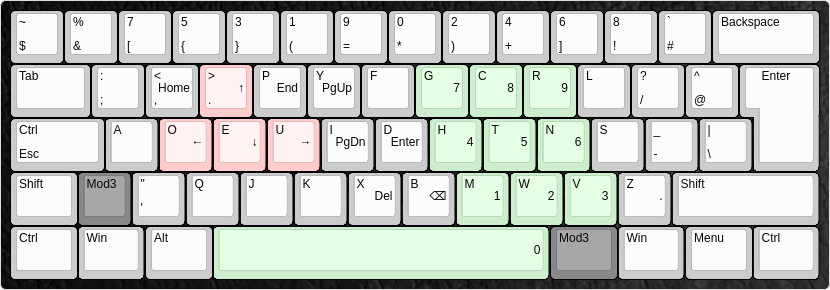 ~ % 7 5 3 1 9 0 2 4 6 8 ` Backspace
$ & [ { } ( = * ) + ] ! #
Tab : < > P Y F G C R L ? ^ Enter
Home ↑ End PgUp 7 8 9
; , . / @
Ctrl A O E U I D H T N S _ |
← ↓ → PgDn Enter 4 5 6
Esc - \
Shift Mod3 " Q J K X B M W V Z Shift
Del ⌫ 1 2 3 .
'
Ctrl Win Alt Mod3 Win Menu Ctrl
0